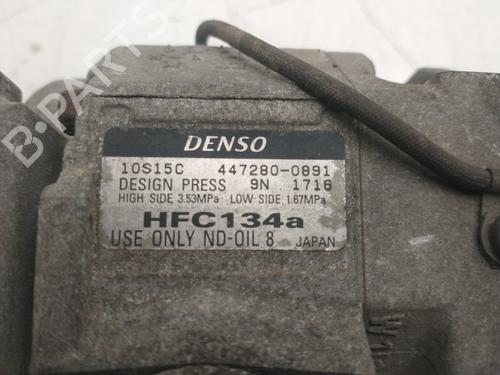 B-PARTS
DENSO
10S15C 447280-0891
DESIGN PRESS 9N 1716
HIGH SIDE 3.53MPa LOW SIDE 1.67MPa
HFC134a
USE ONLY ND-OIL 8 JAPAN